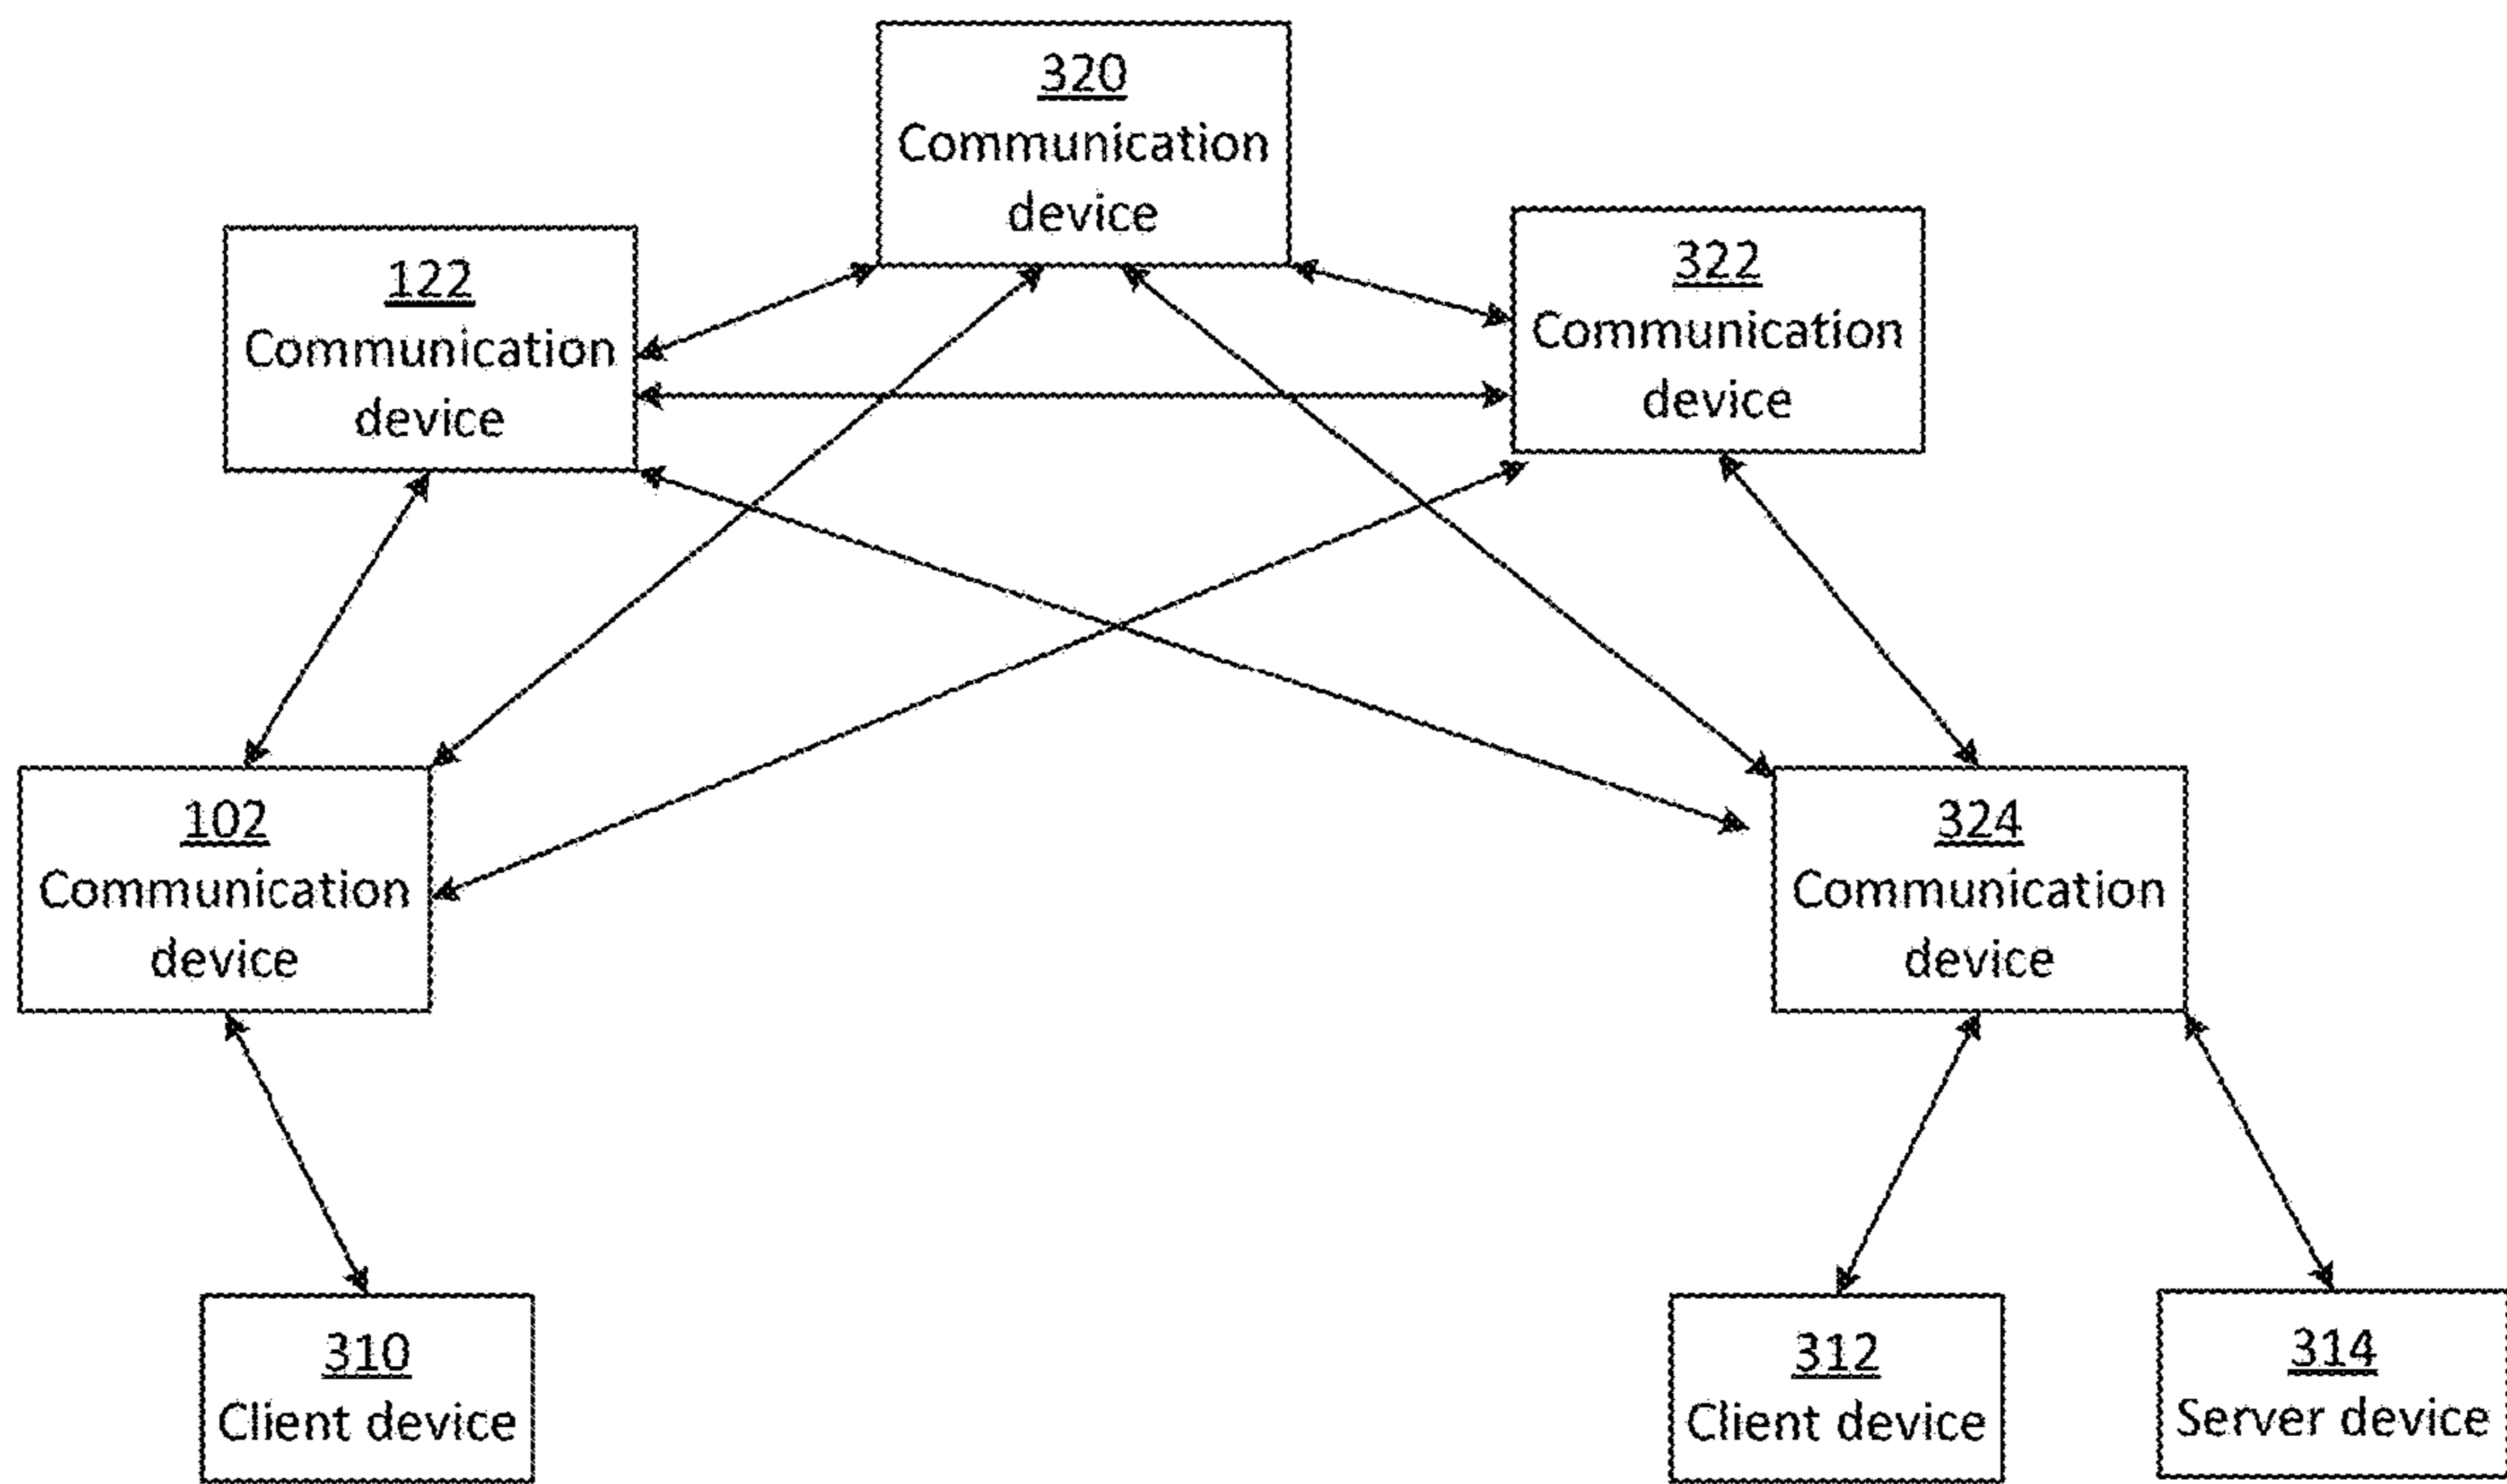 320
Communication
device
122
Communication
device
322
Communication
device
102
Communication
device
324
Communication
device
310
Client device
312
Client device
314
Server device